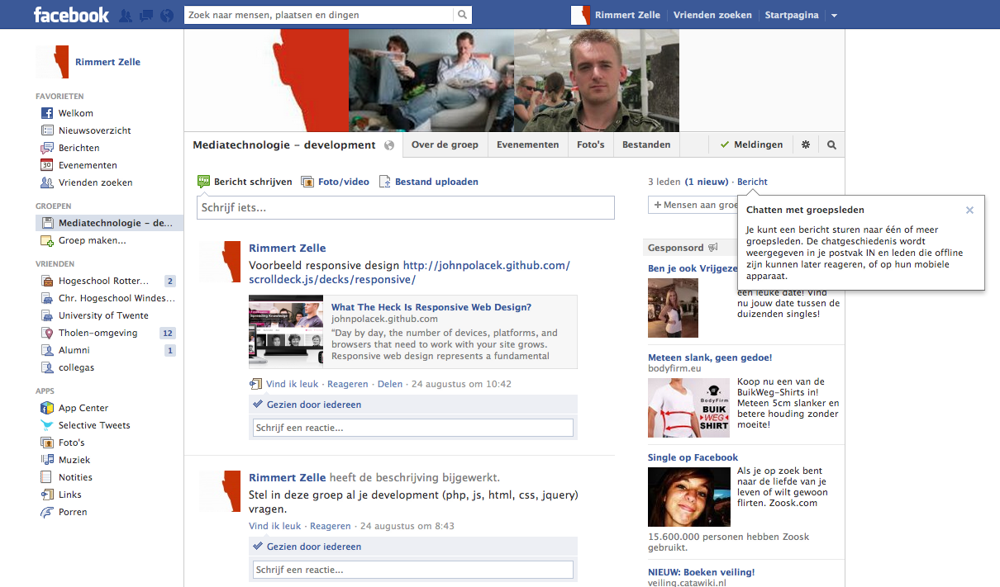 facebook
Zoek naar mensen, plaatsen en dingen
Rimmert Zelle
Vrienden zoeken
Startpagina
Rimmert Zelle
FAVORIETEN
Welkom
Nieuwsoverzicht
Berichten
30 Evenementen
Vrienden zoeken
GROEPEN
Mediatechnologie – de...
Groep maken...
VRIENDEN
Hogeschool Rotter... 2
Chr. Hogeschool Windes...
University of Twente
Tholen-omgeving 12
Alumni 1
collegas
APPS
App Center
Selective Tweets
Foto's
Muziek
Notities
Links
Porren
Mediatechnologie – development
Over de groep
Evenementen
Foto's
Bestanden
Meldingen
Bericht schrijven
Foto/video
Bestand uploaden
Schrijf iets...
Rimmert Zelle
Voorbeeld responsive design http://johnpolacek.github.com/
scrolldeck.js/decks/responsive/
Spreading Knowledge
What The Heck Is Responsive Web Design?
johnpolacek.github.com
“Day by day, the number of devices, platforms, and
browsers that need to work with your site grows.
Responsive web design represents a fundamental
Vind ik leuk · Reageren · Delen · 24 augustus om 10:42
Gezien door iedereen
Schrijf een reactie...
Rimmert Zelle heeft de beschrijving bijgewerkt.
Stel in deze groep al je development (php, js, html, css, jquery)
vragen.
Vind ik leuk · Reageren · 24 augustus om 8:43
Gezien door iedereen
Schrijf een reactie...
3 leden (1 nieuw) · Bericht
+ Mensen aan groe
Chatten met groepsleden
Je kunt een bericht sturen naar één of meer
groepsleden. De chatgeschiedenis wordt
weergegeven in je postvak IN en leden die offline
zijn kunnen later reageren, of op hun mobiele
apparaat.
Gesponsord
Ben je ook Vrijgeze
een leuke date! Vind
nu jouw date tussen de
duizenden singles!
Meteen slank, geen gedoe!
bodyfirm.eu
BodyFirm
BUIK
WEG
SHIRT
Koop nu een van de
BuikWeg-Shirts in!
Meteen 5cm slanker en
betere houding zonder
moeite!
Single op Facebook
Als je op zoek bent
naar de liefde van je
leven of wilt gewoon
flirten. Zoosk.com
15.600.000 personen hebben Zoosk
gebruikt.
NIEUW: Boeken veiling!
veiling.catawiki.nl